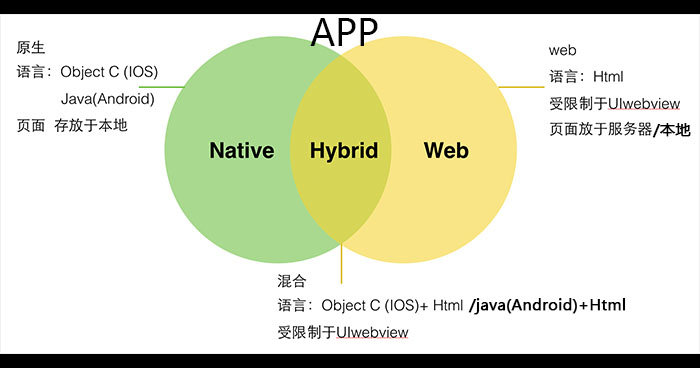 APP
原生
语言：Object C (IOS)
Java(Android)
页面 存放于本地
web
语言：Html
受限制于UIwebview
页面放于服务器/本地
Native
Hybrid
Web
混合
语言：Object C (IOS)+ Html /java(Android)+Html
受限制于UIwebview